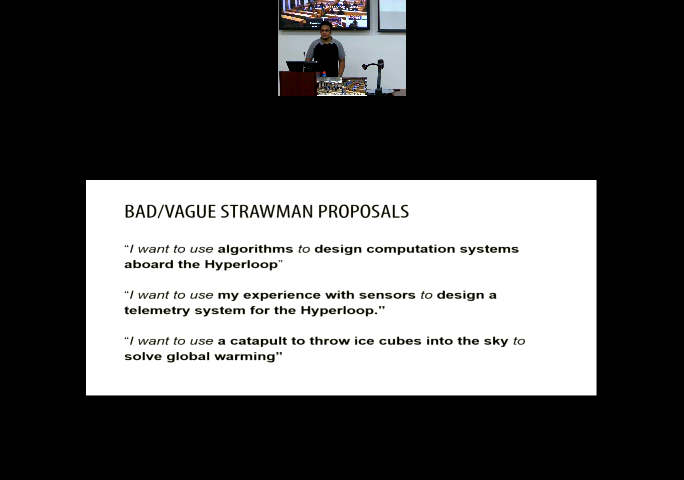 BAD/VAGUE STRAWMAN PROPOSALS
“I want to use algorithms to design computation systems
aboard the Hyperloop”
“I want to use my experience with sensors to design a
telemetry system for the Hyperloop.”
“I want to use a catapult to throw ice cubes into the sky to
solve global warming”